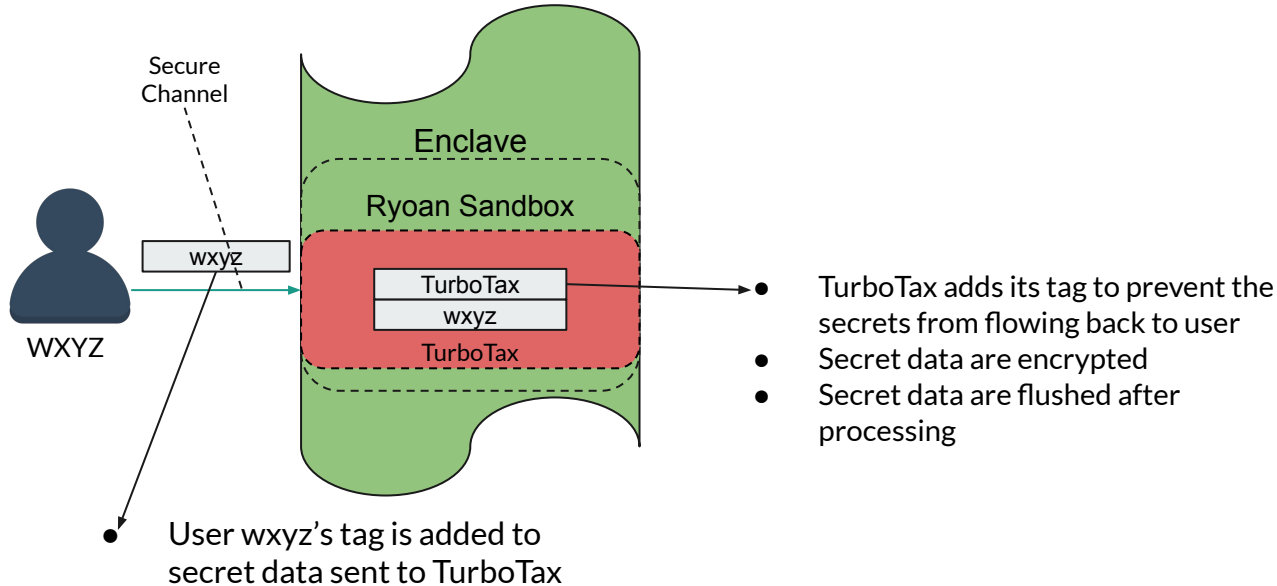 Secure
Channel
Enclave
Ryoan Sandbox
wxyz
TurboTax
wxyz
TurboTax
WXYZ
● TurboTax adds its tag to prevent the
secrets from flowing back to user
● Secret data are encrypted
● Secret data are flushed after
processing
● User wxyz’s tag is added to
secret data sent to TurboTax